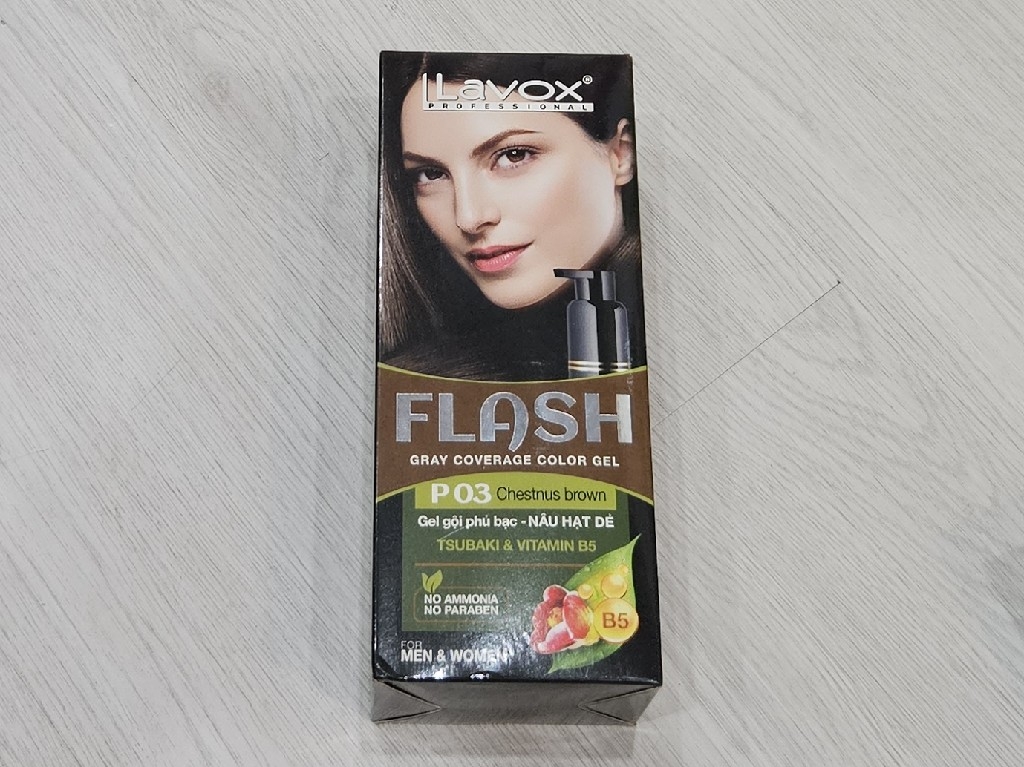 Lavox®
PROFESSIONAL
FLASH
GRAY COVERAGE COLOR GEL
P 03 Chestnus brown
Gel gội phủ bạc - NÂU HẠT DẺ
TSUBAKI & VITAMIN B5
NO AMMONIA
NO PARABEN
B5
FOR
MEN & WOMEN